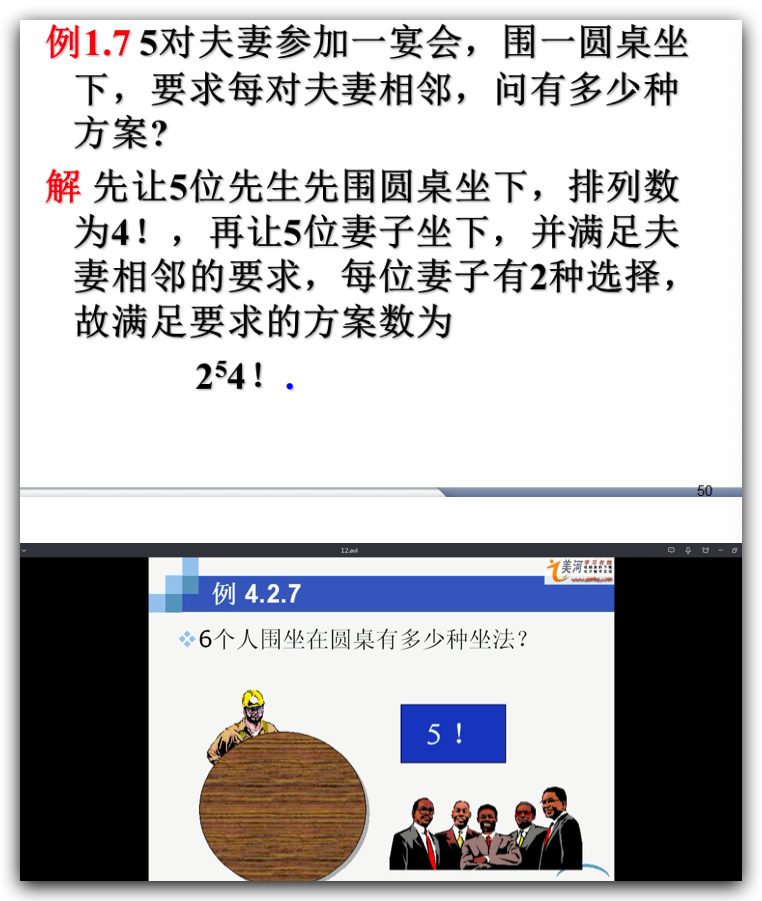 例1.7 5对夫妻参加一宴会，围一圆桌坐
下，要求每对夫妻相邻，问有多少种
方案?
解 先让5位先生先围圆桌坐下，排列数
为4！，再让5位妻子坐下，并满足夫
妻相邻的要求，每位妻子有2种选择，
故满足要求的方案数为
2⁵4！.
50
12.avi
美河
学习在线
例 4.2.7
6个人围坐在圆桌有多少种坐法?
5！